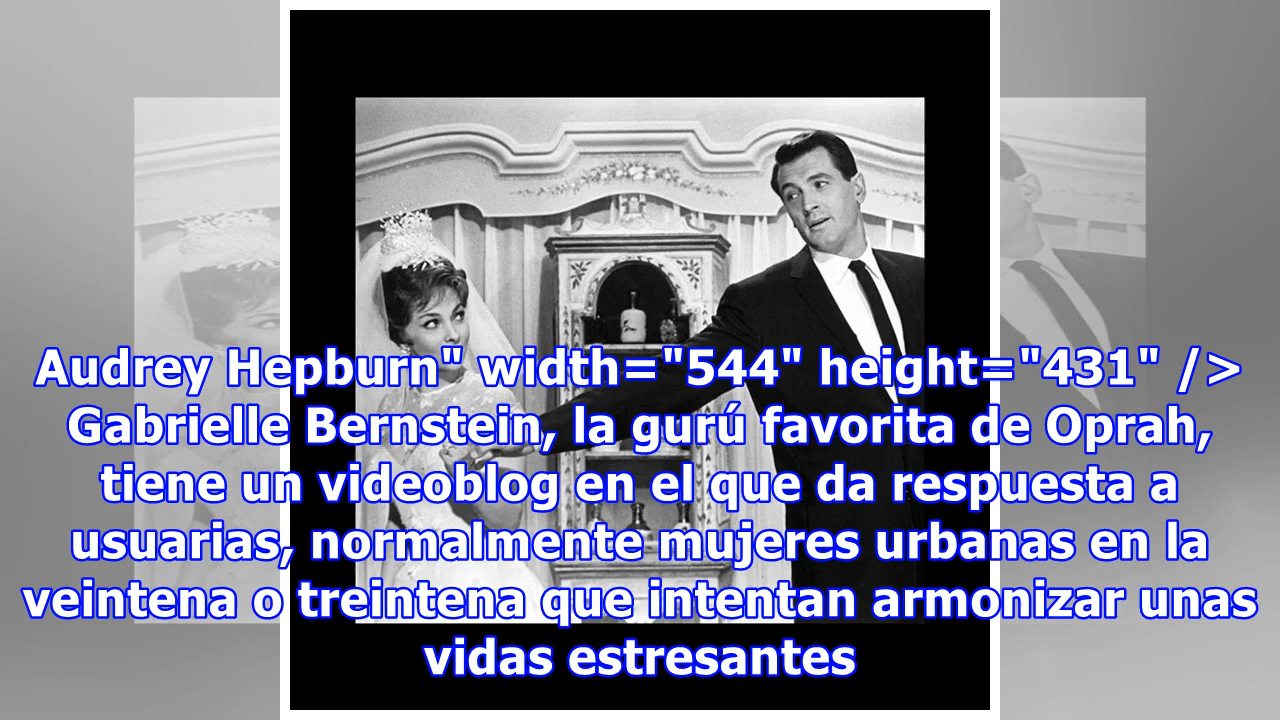 Audrey Hepburn" width="544" height="431" />
Gabrielle Bernstein, la gurú favorita de Oprah,
tiene un videoblog en el que da respuesta a
usuarias, normalmente mujeres urbanas en la
veintena o treintena que intentan armonizar unas
vidas estresantes